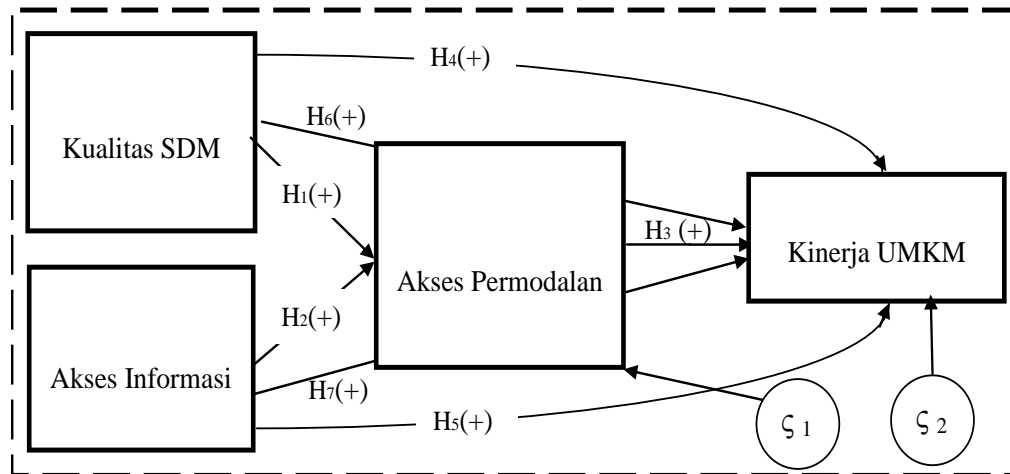 H4(+)
H6(+)
Kualitas SDM
H1(+)
H3 (+)
Kinerja UMKM
Akses Permodalan
H2(+)
Akses Informasi
H7(+)
H5(+)
ς 1
ς 2